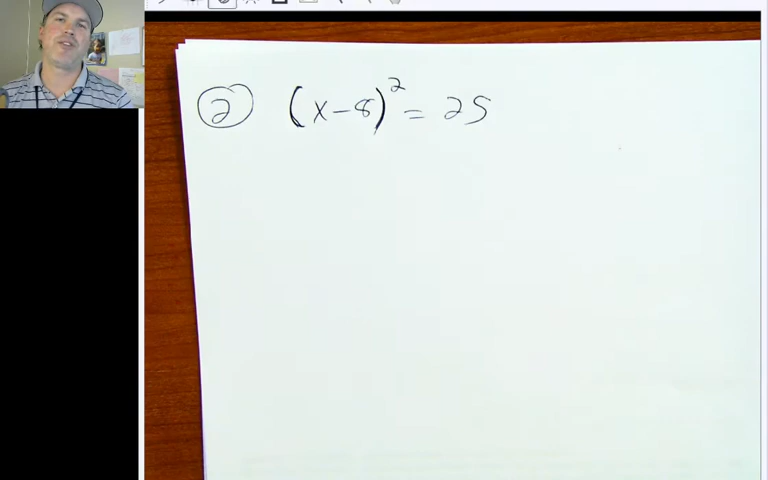 ② (x-8)² = 25